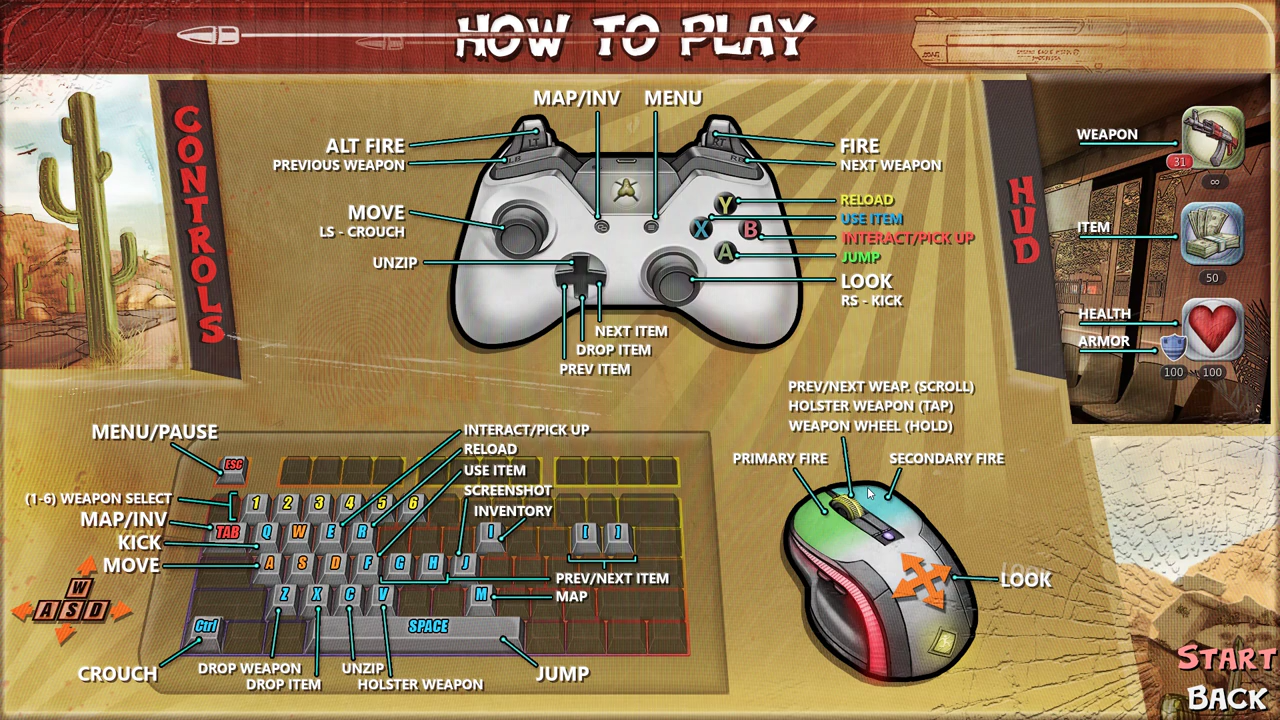 HOW TO PLAY
CONTROLS
MAP/INV
MENU
ALT FIRE
PREVIOUS WEAPON
LT
LB
RT
RB
FIRE
NEXT WEAPON
MOVE
LS - CROUCH
UNZIP
Y
X
B
A
RELOAD
USE ITEM
INTERACT/PICK UP
JUMP
LOOK
RS - KICK
NEXT ITEM
DROP ITEM
PREV ITEM
HUD
WEAPON
31
∞
ITEM
50
HEALTH
ARMOR
100
100
MENU/PAUSE
ESC
(1-6) WEAPON SELECT
MAP/INV
KICK
MOVE
W
A S D
CROUCH
1 2 3 4 5 6
TAB Q W E R I [ ]
A S D F G H J
Z X C V M
Ctrl SPACE
INTERACT/PICK UP
RELOAD
USE ITEM
SCREENSHOT
INVENTORY
PREV/NEXT ITEM
MAP
DROP WEAPON
DROP ITEM
UNZIP
HOLSTER WEAPON
JUMP
PREV/NEXT WEAP. (SCROLL)
HOLSTER WEAPON (TAP)
WEAPON WHEEL (HOLD)
PRIMARY FIRE
SECONDARY FIRE
LOOK
START
BACK